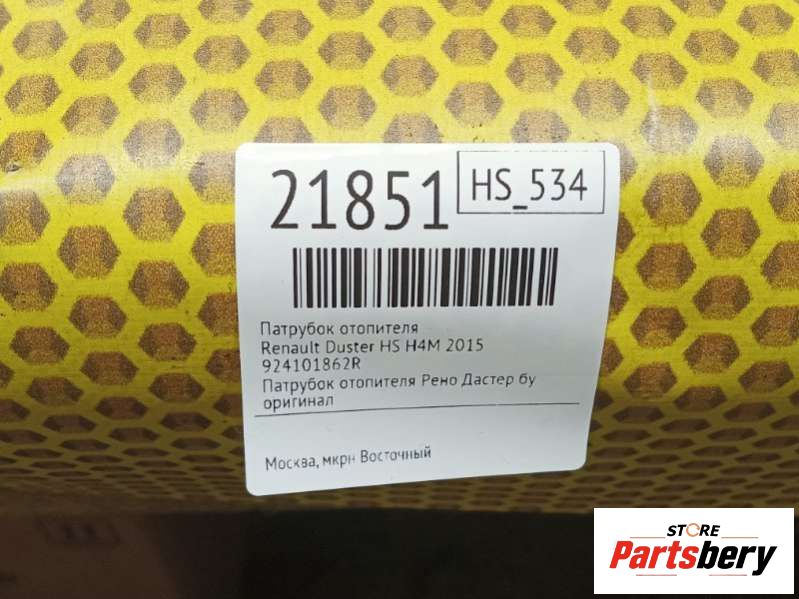 21851
HS_534
Патрубок отопителя
Renault Duster HS H4M 2015
924101862R
Патрубок отопителя Рено Дастер бу
оригинал
Москва, мкрн Восточный
STORE
Partsbery